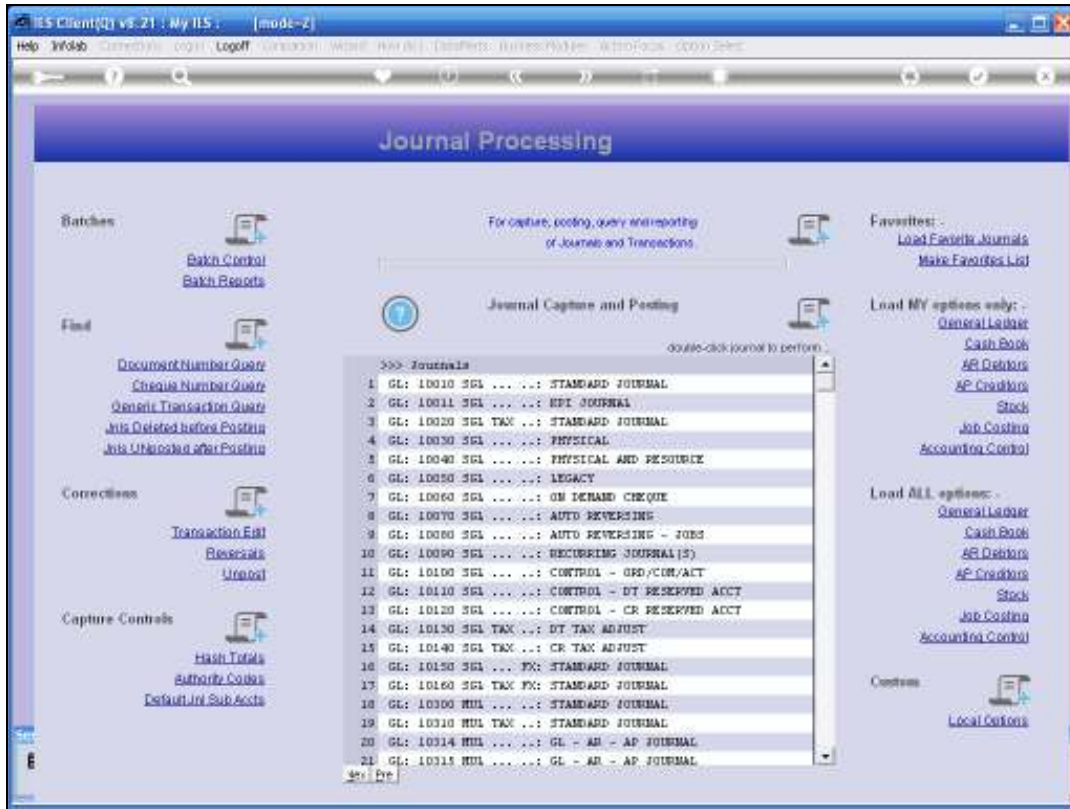 IES Client(Q) v8.21 : My IES : [mode=2]
Help Infolab Connections Logon Logoff Companion Wizard How do I Business Modules Option Select
Journal Processing
Batches
Batch Control
Batch Reports
Find
Document Number Query
Cheque Number Query
Generic Transaction Query
Jnls Deleted before Posting
Jnls UNposted after Posting
Corrections
Transaction Edit
Reversals
Unpost
Capture Controls
Hash Totals
Authority Codes
Default Jnl Sub Accts
For capture, posting, query and reporting
of Journals and Transactions.
Journal Capture and Posting
double-click journal to perform
>>> Journals
1 GL: 10010 SGL ... ..: STANDARD JOURNAL
2 GL: 10011 SGL ... ..: KPI JOURNAL
3 GL: 10020 SGL TAX ..: STANDARD JOURNAL
4 GL: 10030 SGL ... ..: PHYSICAL
5 GL: 10040 SGL ... ..: PHYSICAL AND RESOURCE
6 GL: 10050 SGL ... ..: LEGACY
7 GL: 10060 SGL ... ..: ON DEMAND CHEQUE
8 GL: 10070 SGL ... ..: AUTO REVERSING
9 GL: 10080 SGL ... ..: AUTO REVERSING - JOBS
10 GL: 10090 SGL ... ..: RECURRING JOURNAL(S)
11 GL: 10100 SGL ... ..: CONTROL - ORD/COM/ACT
12 GL: 10110 SGL ... ..: CONTROL - DT RESERVED ACCT
13 GL: 10120 SGL ... ..: CONTROL - CR RESERVED ACCT
14 GL: 10130 SGL TAX ..: DT TAX ADJUST
15 GL: 10140 SGL TAX ..: CR TAX ADJUST
16 GL: 10150 SGL ... FX: STANDARD JOURNAL
17 GL: 10160 SGL TAX FX: STANDARD JOURNAL
18 GL: 10300 MUL ... ..: STANDARD JOURNAL
19 GL: 10310 MUL TAX ..: STANDARD JOURNAL
20 GL: 10314 MUL ... ..: GL - AR - AP JOURNAL
21 GL: 10315 MUL ... ..: GL - AR - AP JOURNAL
Nex Pre
Favorites: .
Load Favorite Journals
Make Favorites List
Load MY options only: .
General Ledger
Cash Book
AR Debtors
AP Creditors
Stock
Job Costing
Accounting Control
Load ALL options: .
General Ledger
Cash Book
AR Debtors
AP Creditors
Stock
Job Costing
Accounting Control
Custom
Local Options